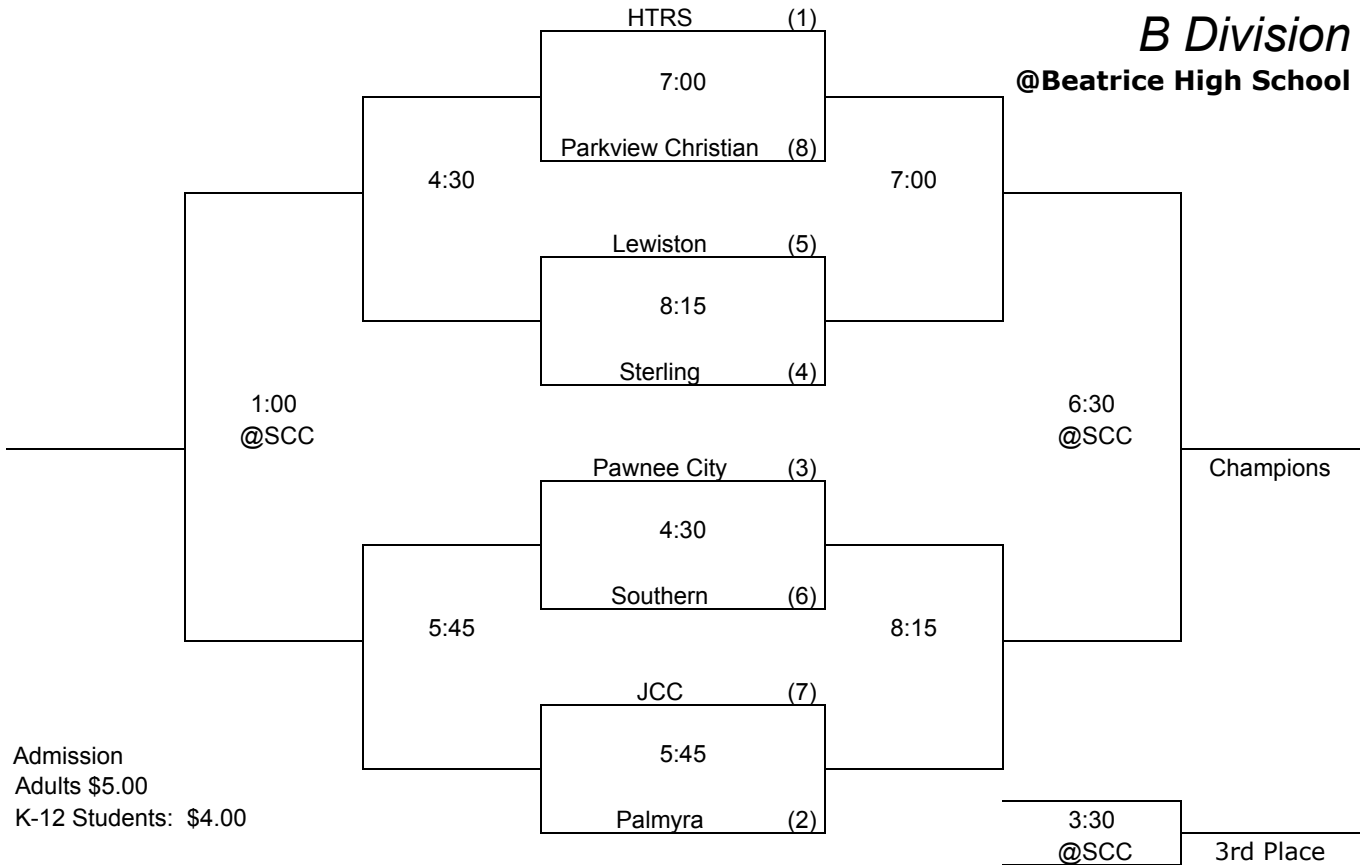 HTRS (1)
B Division
@Beatrice High School
7:00
Parkview Christian (8)
4:30
7:00
Lewiston (5)
8:15
Sterling (4)
1:00
@SCC
6:30
@SCC
Pawnee City (3)
Champions
4:30
Southern (6)
5:45
8:15
JCC (7)
5:45
Palmyra (2)
Admission
Adults $5.00
K-12 Students: $4.00
3:30
@SCC
3rd Place